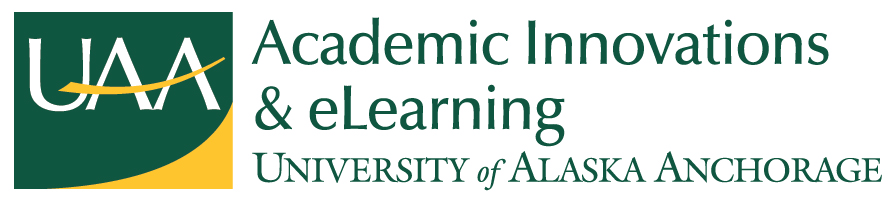 UAA
Academic Innovations
& eLearning
UNIVERSITY of ALASKA ANCHORAGE